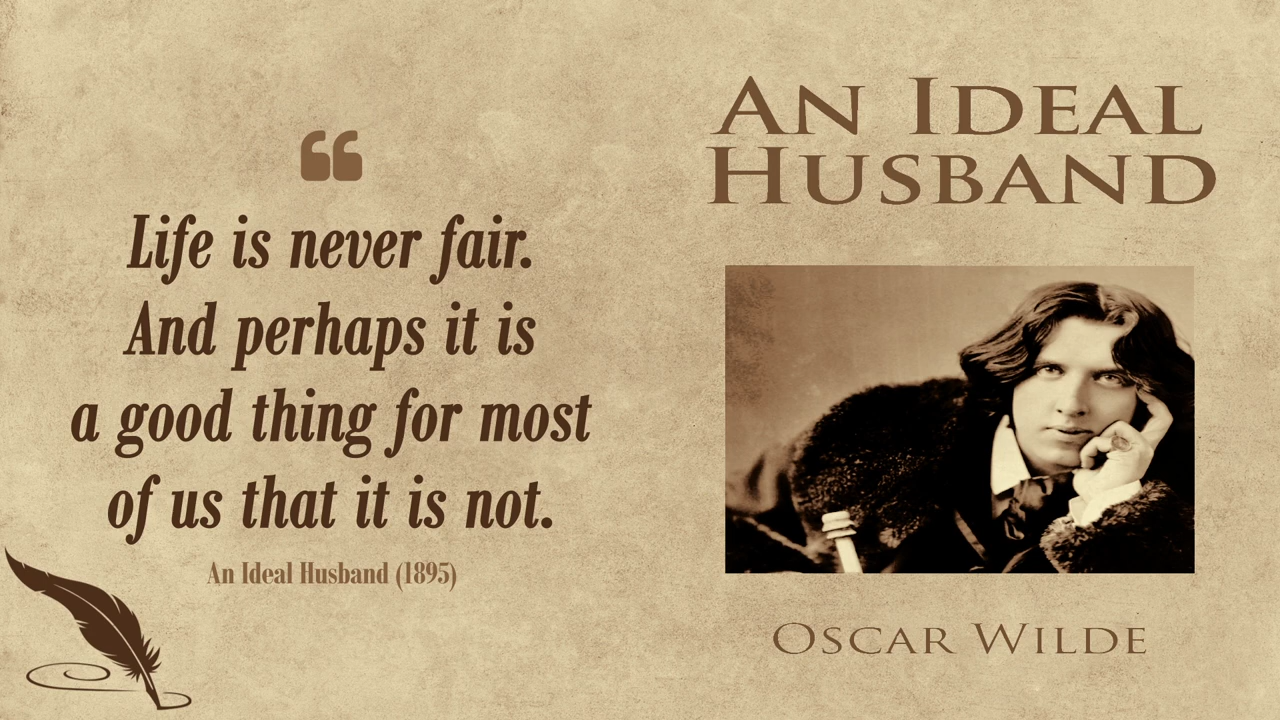 “
Life is never fair.
And perhaps it is
a good thing for most
of us that it is not.
An Ideal Husband (1895)
An Ideal
Husband
Oscar Wilde